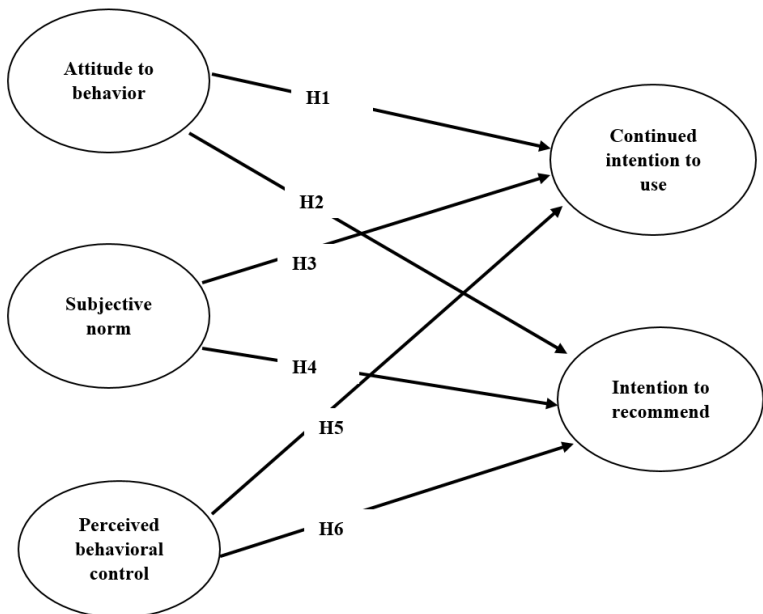 Attitude to
behavior
H1
Continued
intention to
use
H2
H3
Subjective
norm
H4
Intention to
recommend
H5
H6
Perceived
behavioral
control